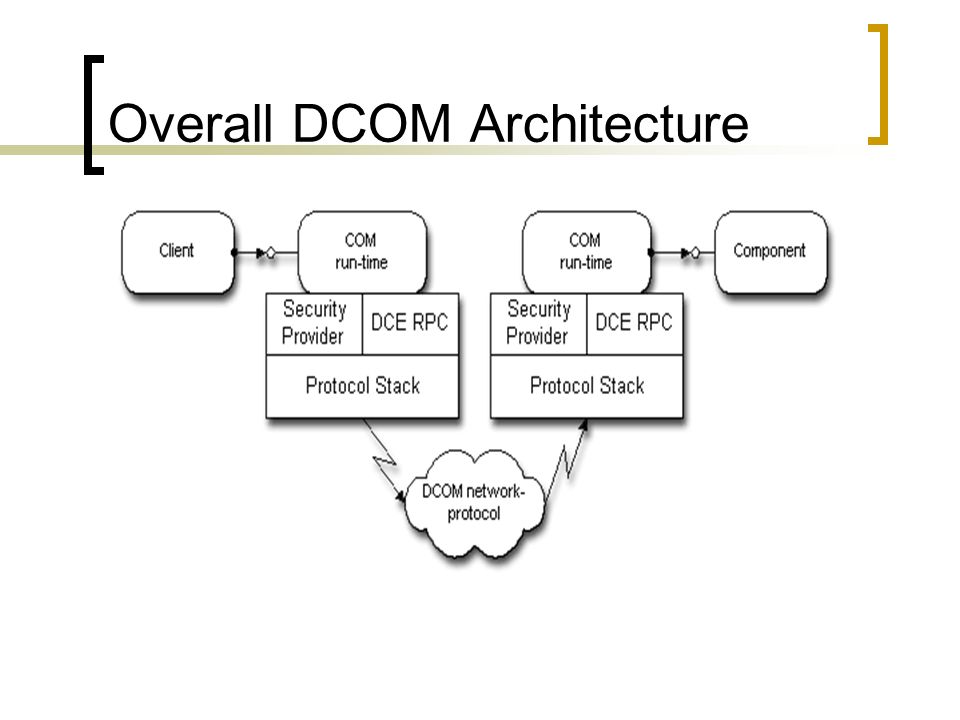 Overall DCOM Architecture
Client
COM
run-time
COM
run-time
Component
Security
Provider
DCE RPC
Security
Provider
DCE RPC
Protocol Stack
Protocol Stack
DCOM network-
protocol